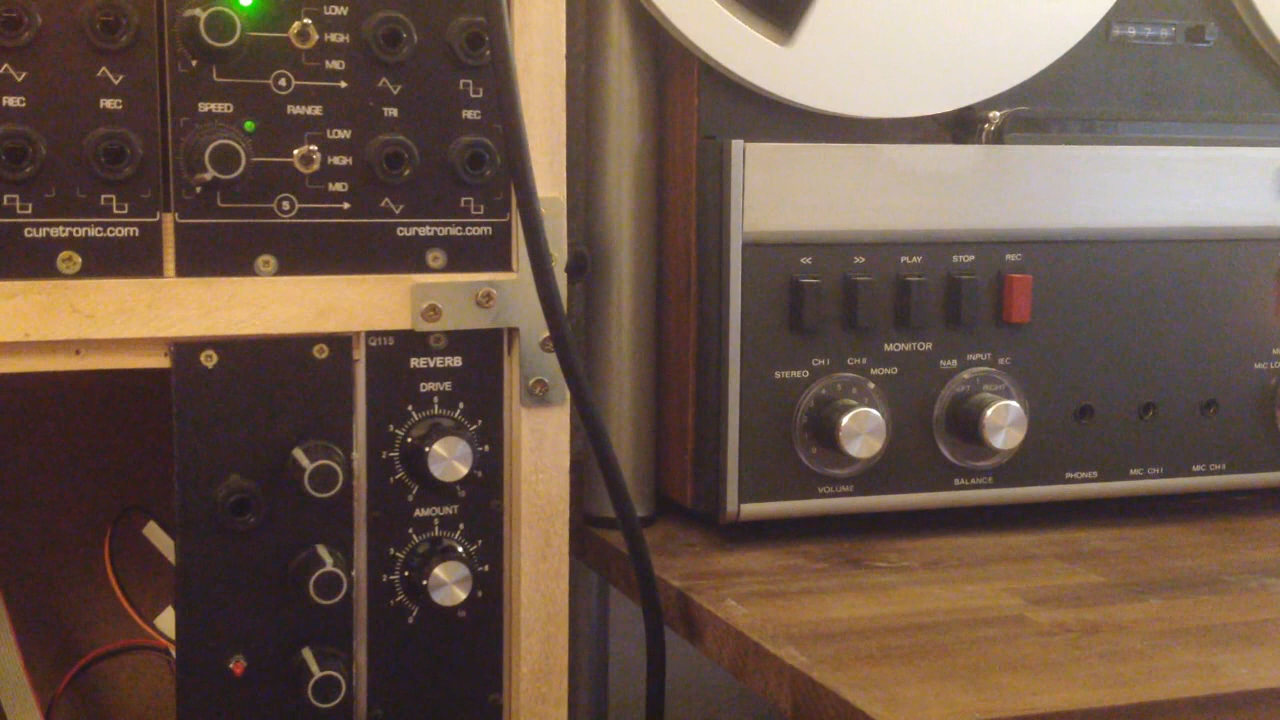 LOW
HIGH
MID
4
REC
REC
SPEED
RANGE
TRI
REC
LOW
HIGH
MID
5
curetronic.com
curetronic.com
Q115
REVERB
DRIVE
AMOUNT
<< >> PLAY STOP REC
MONITOR
STEREO CH I CH II MONO
NAB INPUT IEC
LEFT RIGHT
VOLUME
BALANCE
PHONES
MIC CH I
MIC CH II
MIC LO